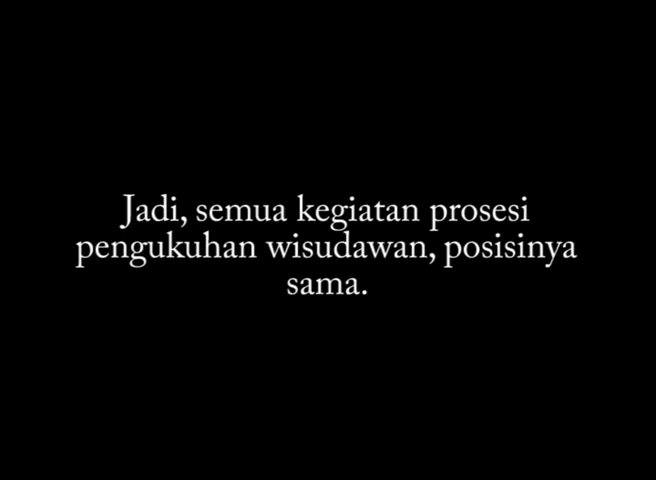 Jadi, semua kegiatan prosesi
pengukuhan wisudawan, posisinya
sama.